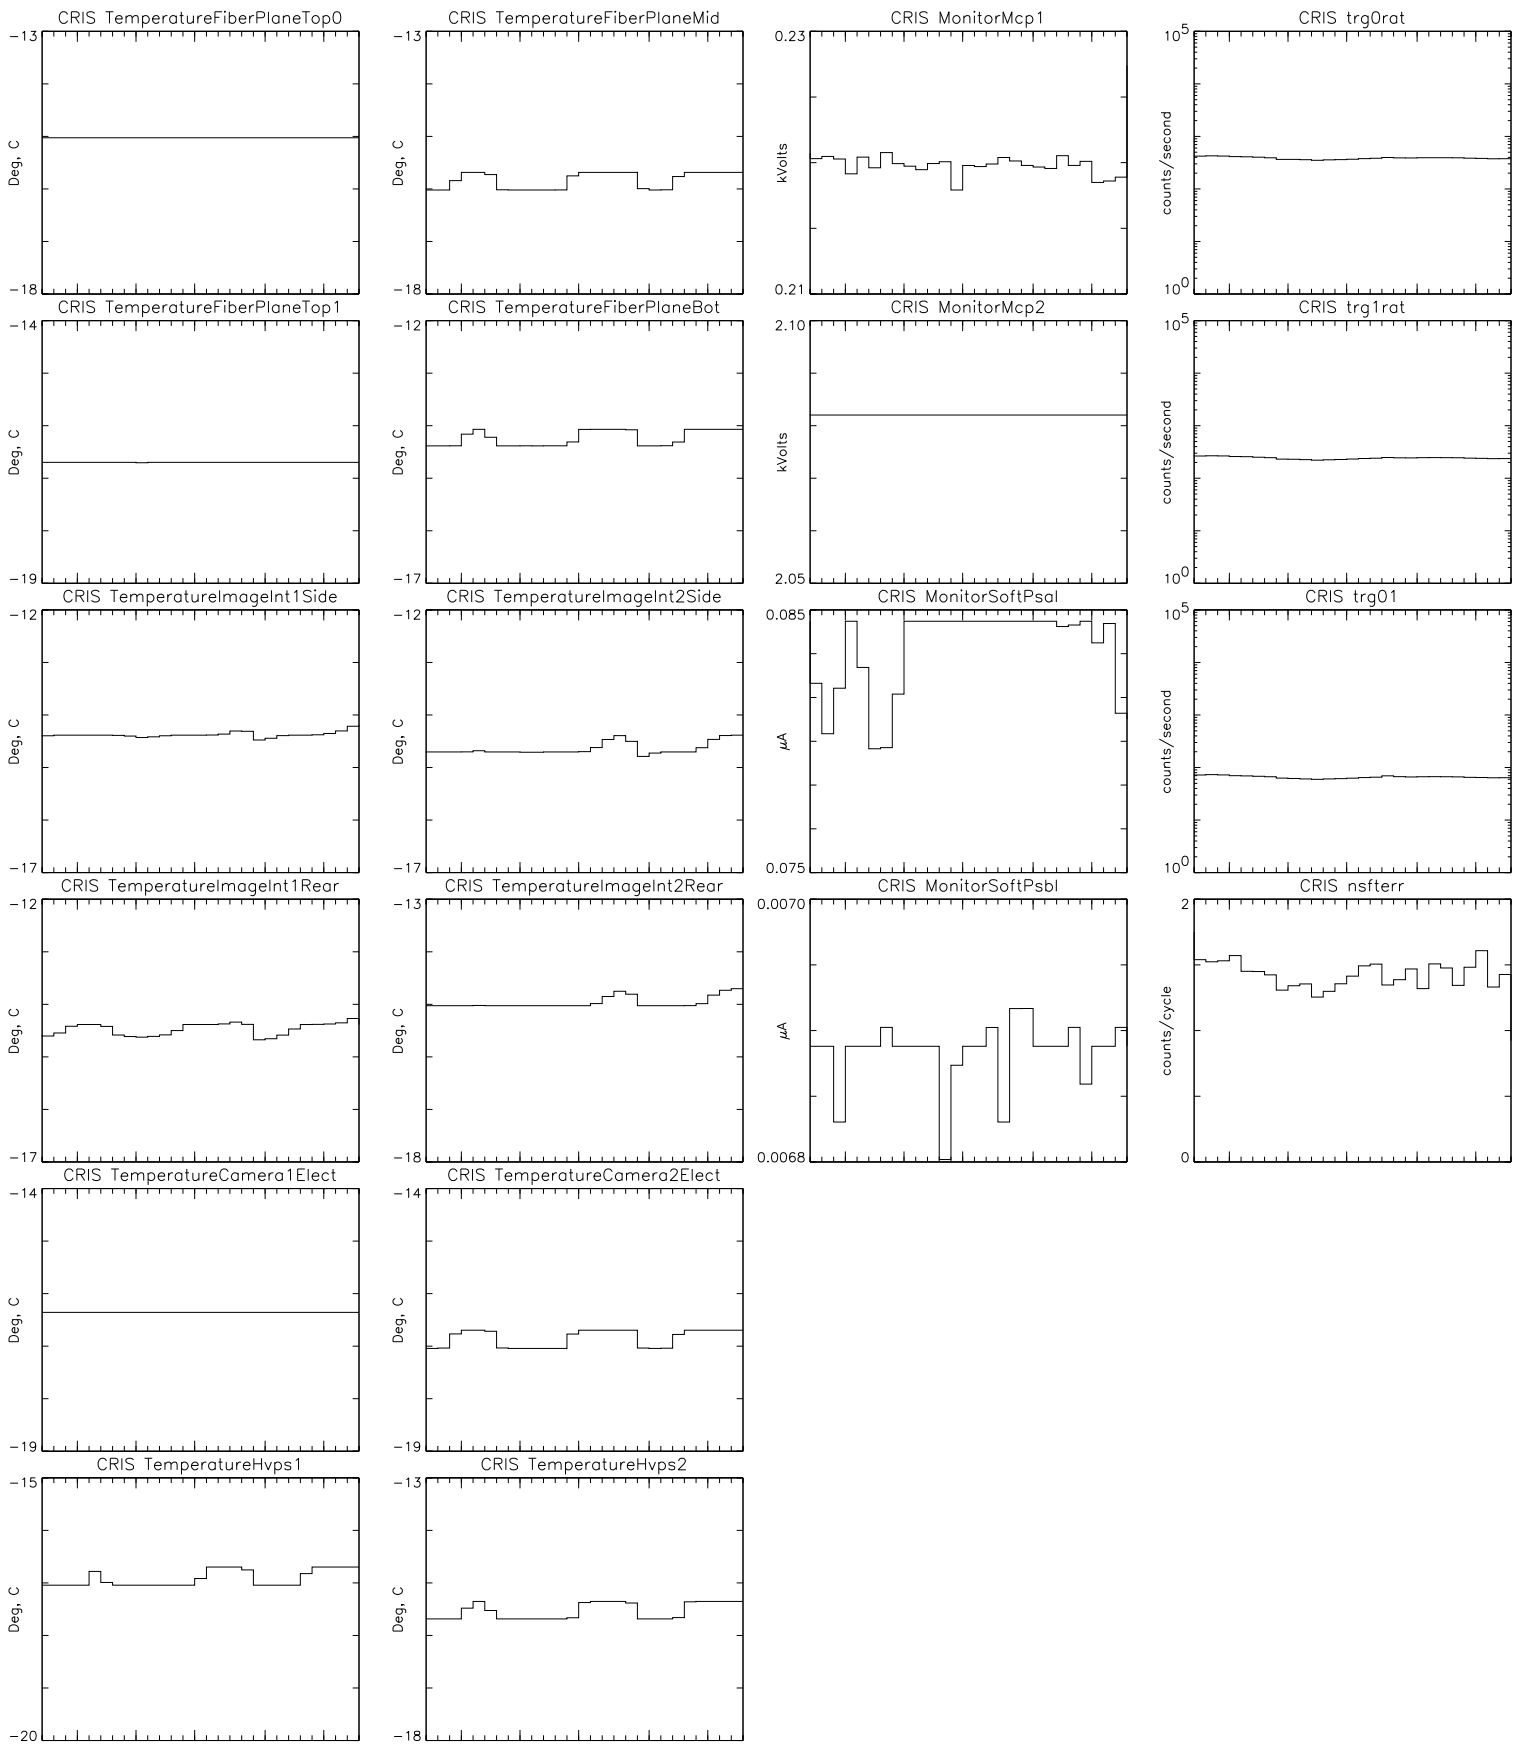 CRIS TemperatureFiberPlaneTop0
CRIS TemperatureFiberPlaneMid
CRIS MonitorMcp1
CRIS trg0rat
-13
Deg, C
-18
-13
Deg, C
-18
0.23
kVolts
0.21
10^5
counts/second
10^0
CRIS TemperatureFiberPlaneTop1
CRIS TemperatureFiberPlaneBot
CRIS MonitorMcp2
CRIS trg1rat
-14
Deg, C
-19
-12
Deg, C
-17
2.10
kVolts
2.05
10^5
counts/second
10^0
CRIS TemperatureImageInt1Side
CRIS TemperatureImageInt2Side
CRIS MonitorSoftPsaI
CRIS trg01
-12
Deg, C
-17
-12
Deg, C
-17
0.085
μA
0.075
10^5
counts/second
10^0
CRIS TemperatureImageInt1Rear
CRIS TemperatureImageInt2Rear
CRIS MonitorSoftPsbI
CRIS nsfterr
-12
Deg, C
-17
-13
Deg, C
-18
0.0070
μA
0.0068
2
counts/cycle
0
CRIS TemperatureCamera1Elect
CRIS TemperatureCamera2Elect
-14
Deg, C
-19
-14
Deg, C
-19
CRIS TemperatureHvps1
CRIS TemperatureHvps2
-15
Deg, C
-20
-13
Deg, C
-18